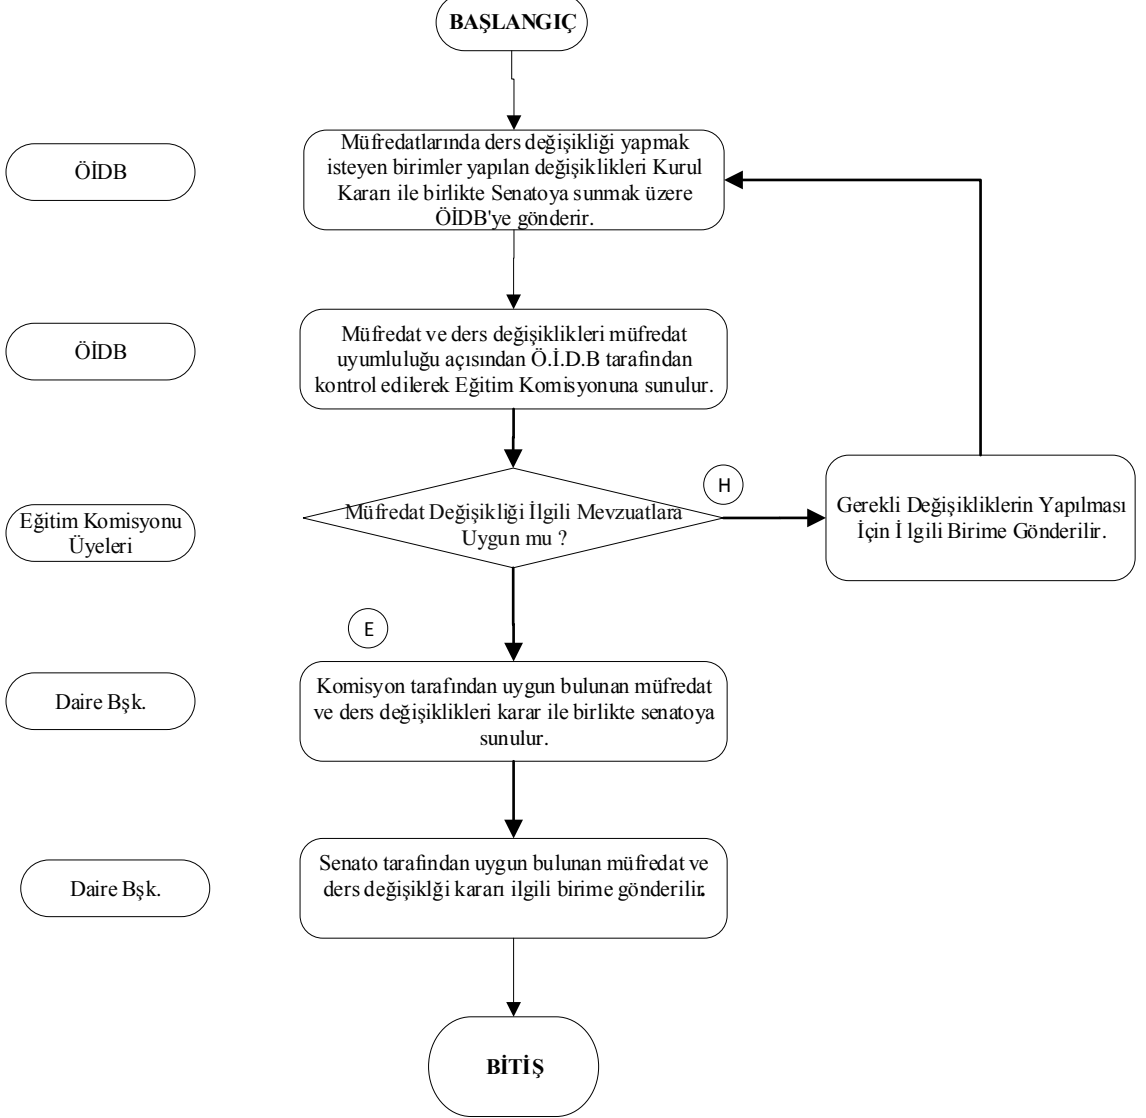 BAŞLANGIÇ
ÖİDB
Müfredatlarında ders değişikliği yapmak
isteyen birimler yapılan değişiklikleri Kurul
Kararı ile birlikte Senatoya sunmak üzere
ÖİDB'ye gönderir.
ÖİDB
Müfredat ve ders değişiklikleri müfredat
uyumluluğu açısından Ö.İ.D.B tarafından
kontrol edilerek Eğitim Komisyonuna sunulur.
Eğitim Komisyonu
Üyeleri
Müfredat Değişikliği İlgili Mevzuatlara
Uygun mu ?
H
Gerekli Değişikliklerin Yapılması
İçin İ lgili Birime Gönderilir.
E
Daire Bşk.
Komisyon tarafından uygun bulunan müfredat
ve ders değişiklikleri karar ile birlikte senatoya
sunulur.
Daire Bşk.
Senato tarafından uygun bulunan müfredat ve
ders değişiklği kararı ilgili birime gönderilir.
BİTİŞ